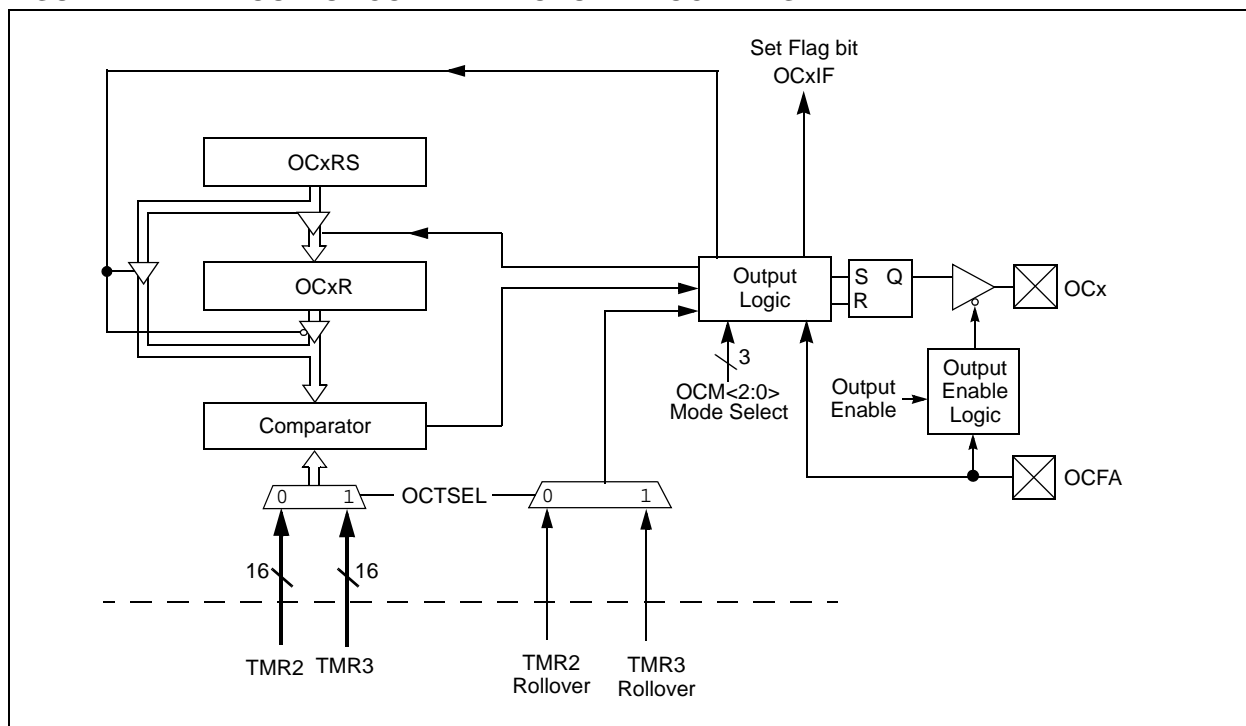 Set Flag bit
OCxIF
OCxRS
OCxR
Output
Logic
S Q
R
OCx
3
OCM<2:0>
Mode Select
Output
Enable
Output
Enable
Logic
Comparator
OCFA
0 1
OCTSEL
0 1
16
16
TMR2
TMR3
TMR2
Rollover
TMR3
Rollover